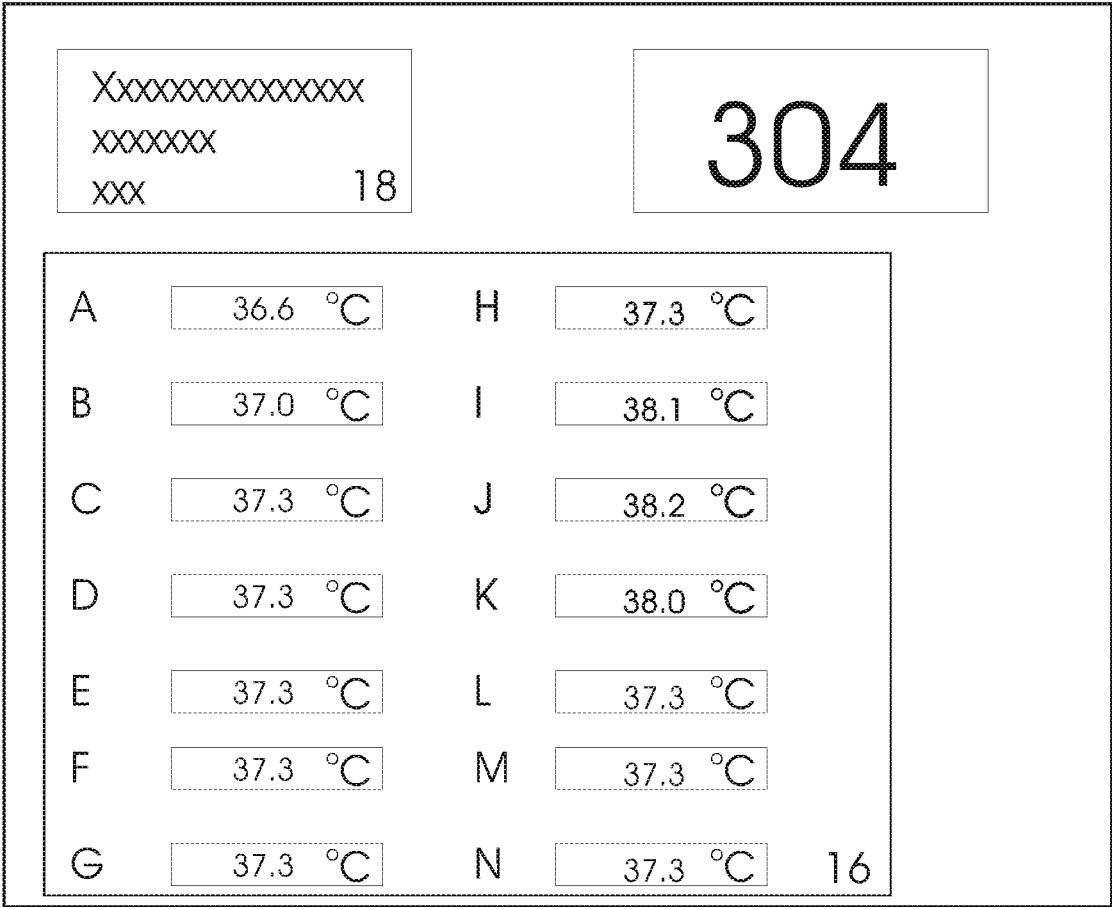 Xxxxxxxxxxxxxxx
xxxxxxx
xxx 18
304
A 36.6 °C H 37.3 °C
B 37.0 °C I 38.1 °C
C 37.3 °C J 38.2 °C
D 37.3 °C K 38.0 °C
E 37.3 °C L 37.3 °C
F 37.3 °C M 37.3 °C
G 37.3 °C N 37.3 °C 16